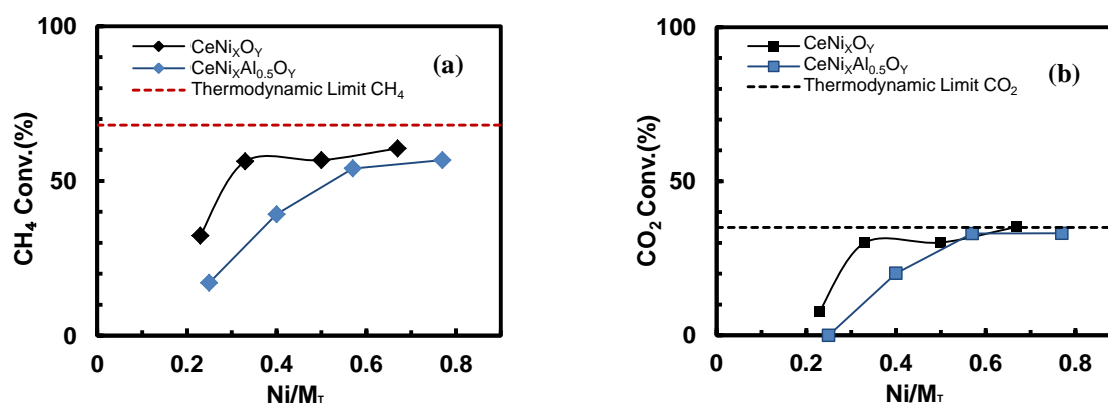 100
CeNiXOY
CeNiXAl0.5OY
Thermodynamic Limit CH4
(a)
50
0
0 0.2 0.4 0.6 0.8
CH4 Conv.(%)
Ni/MT
100
CeNiXOY
CeNiXAl0.5OY
Thermodynamic Limit CO2
(b)
50
0
0 0.2 0.4 0.6 0.8
CO2 Conv.(%)
Ni/MT